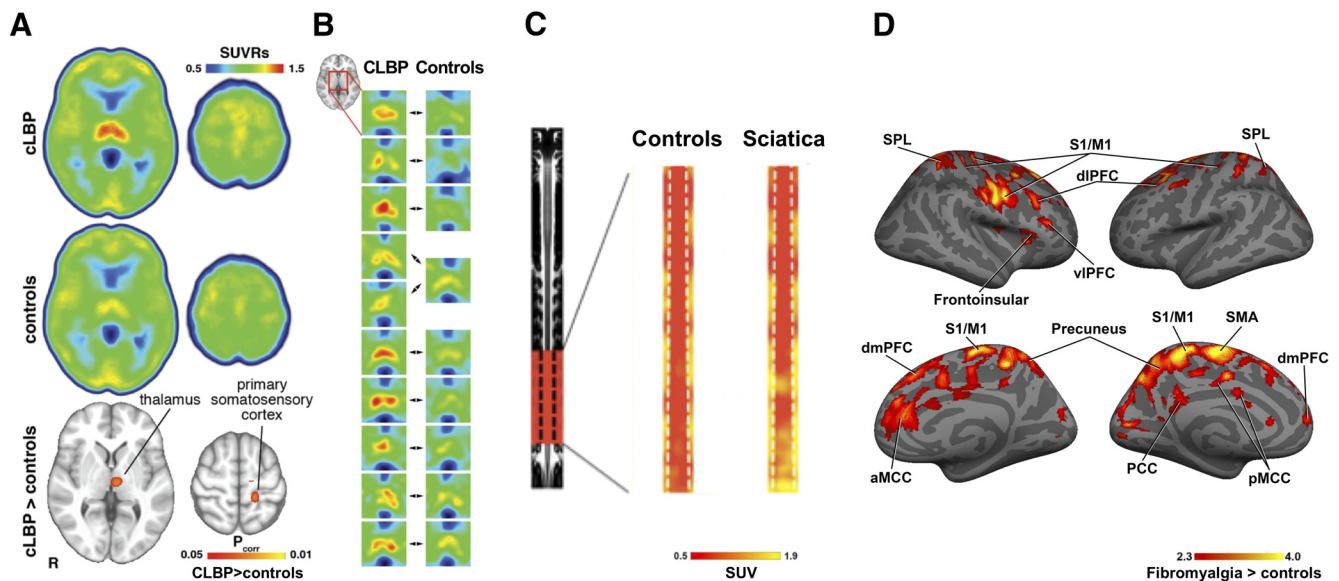 A
SUVRs
0.5
1.5
cLBP
controls
thalamus
primary
somatosensory
cortex
cLBP > controls
R
Pcorr
0.05
0.01
CLBP>controls
B
CLBP
Controls
C
Controls
Sciatica
0.5
1.9
SUV
D
SPL
S1/M1
SPL
dlPFC
vlPFC
Frontoinsular
S1/M1
Precuneus
S1/M1
SMA
dmPFC
dmPFC
aMCC
PCC
pMCC
2.3
4.0
Fibromyalgia > controls